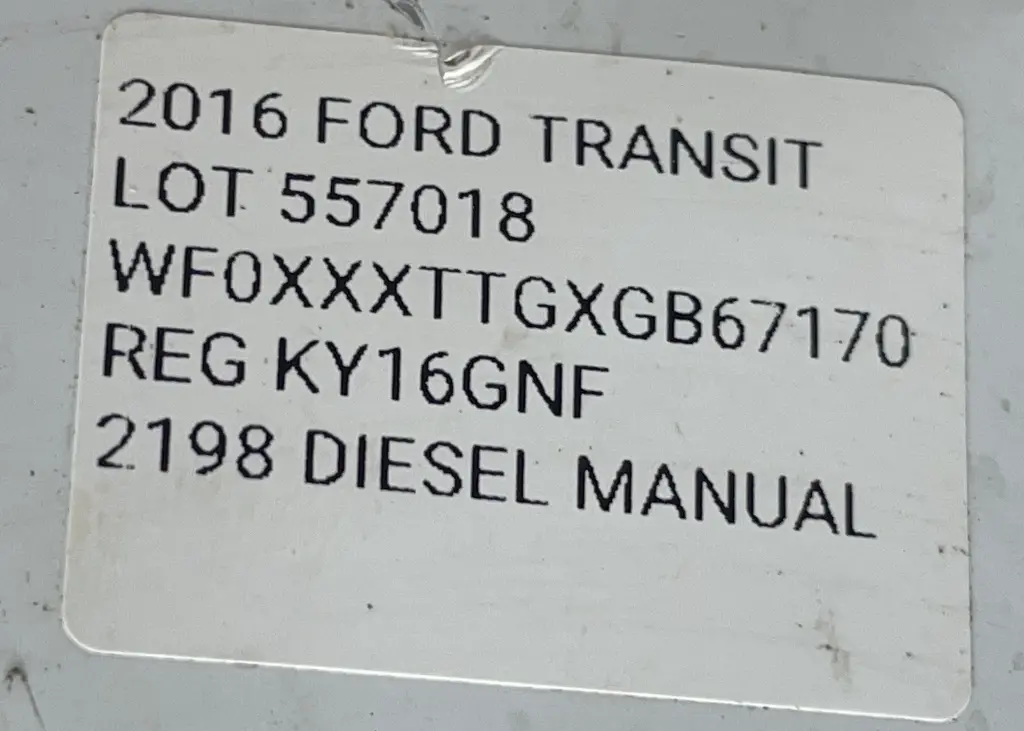 2016 FORD TRANSIT
LOT 557018
WF0XXXTTGXGB67170
REG KY16GNF
2198 DIESEL MANUAL